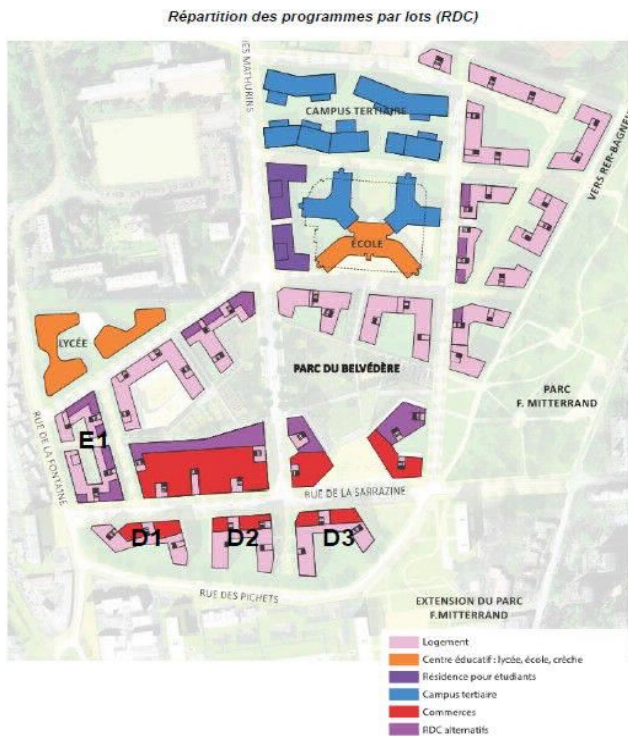 Répartition des programmes par lots (RDC)
ES MATHURINS
CAMPUS TERTIAIRE
VERS RER-BAGNEUX
ÉCOLE
LYCÉE
PARC DU BELVÉDÈRE
PARC
F. MITTERRAND
RUE DE LA FONTAINE
E1
RUE DE LA SARRAZINE
D1
D2
D3
RUE DES PICHETS
EXTENSION DU PARC
F.MITTERRAND
Logement
Centre éducatif : lycée, école, crèche
Résidence pour étudiants
Campus tertiaire
Commerces
RDC alternatifs